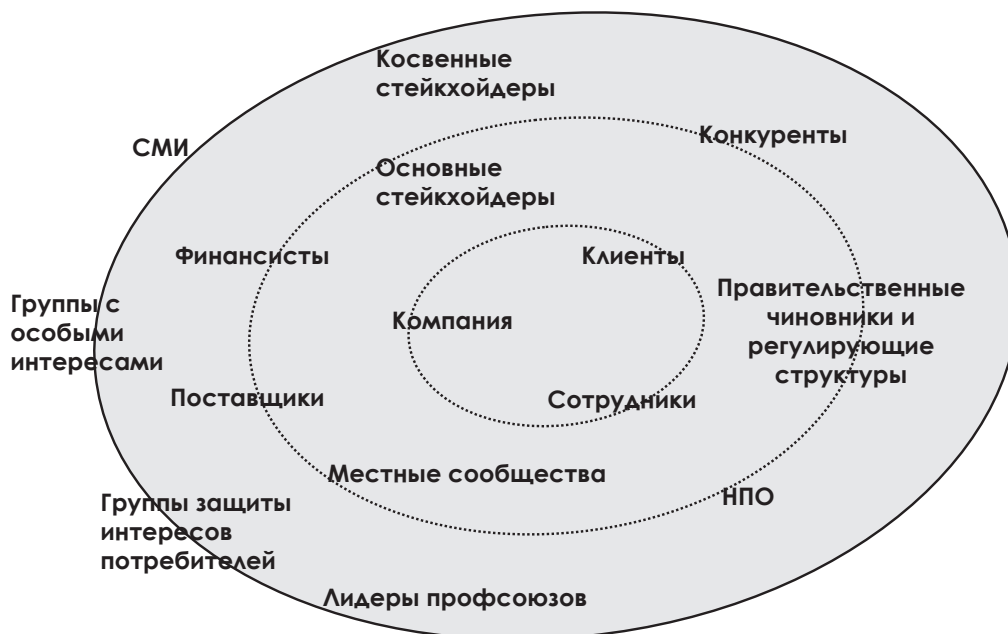 Косвенные
стейкхойдеры
СМИ
Конкуренты
Основные
стейкхойдеры
Финансисты
Клиенты
Группы с
особыми
интересами
Компания
Правительственные
чиновники и
регулирующие
структуры
Поставщики
Сотрудники
Местные сообщества
Группы защиты
интересов
потребителей
НПО
Лидеры профсоюзов